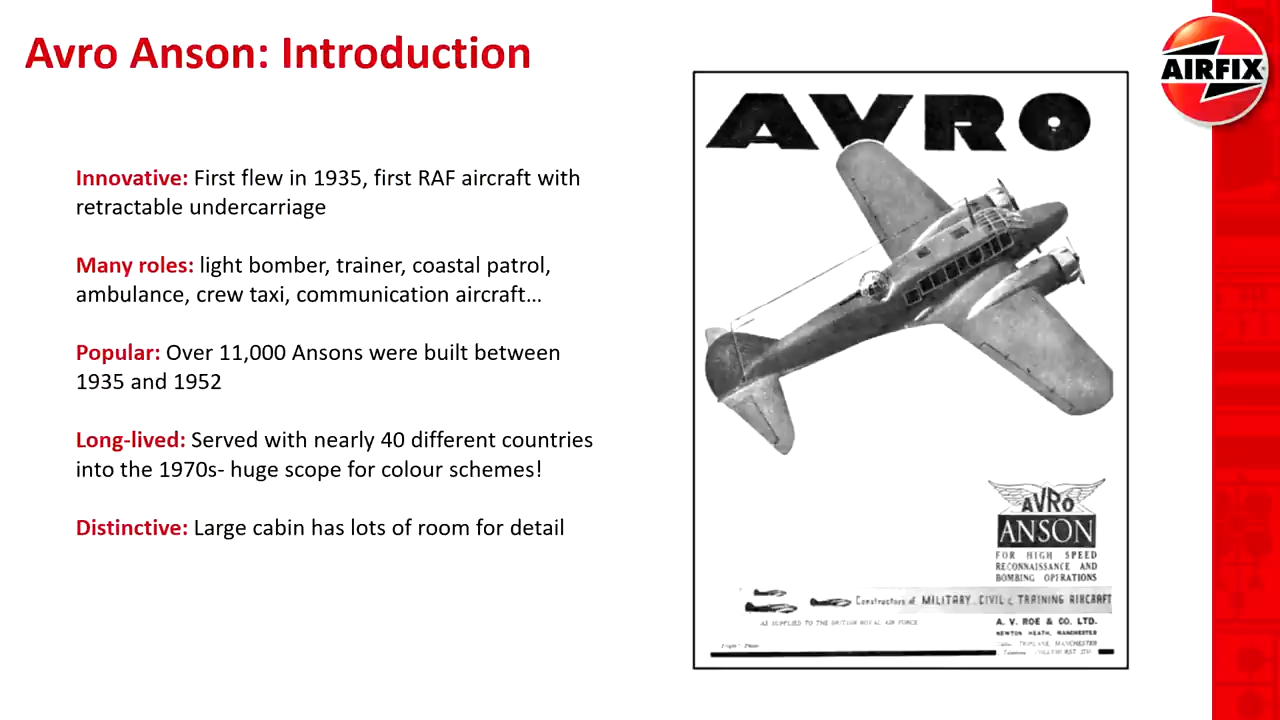 Avro Anson: Introduction
AIRFIX
Innovative: First flew in 1935, first RAF aircraft with
retractable undercarriage
Many roles: light bomber, trainer, coastal patrol,
ambulance, crew taxi, communication aircraft…
Popular: Over 11,000 Ansons were built between
1935 and 1952
Long-lived: Served with nearly 40 different countries
into the 1970s- huge scope for colour schemes!
Distinctive: Large cabin has lots of room for detail
AVRO
AVRO
ANSON
FOR HIGH SPEED
RECONNAISSANCE AND
BOMBING OPERATIONS
Constructors of MILITARY, CIVIL & TRAINING AIRCRAFT
AS SUPPLIED TO THE BRITISH ROYAL AIR FORCE
A. V. ROE & CO. LTD.
NEWTON HEATH, MANCHESTER